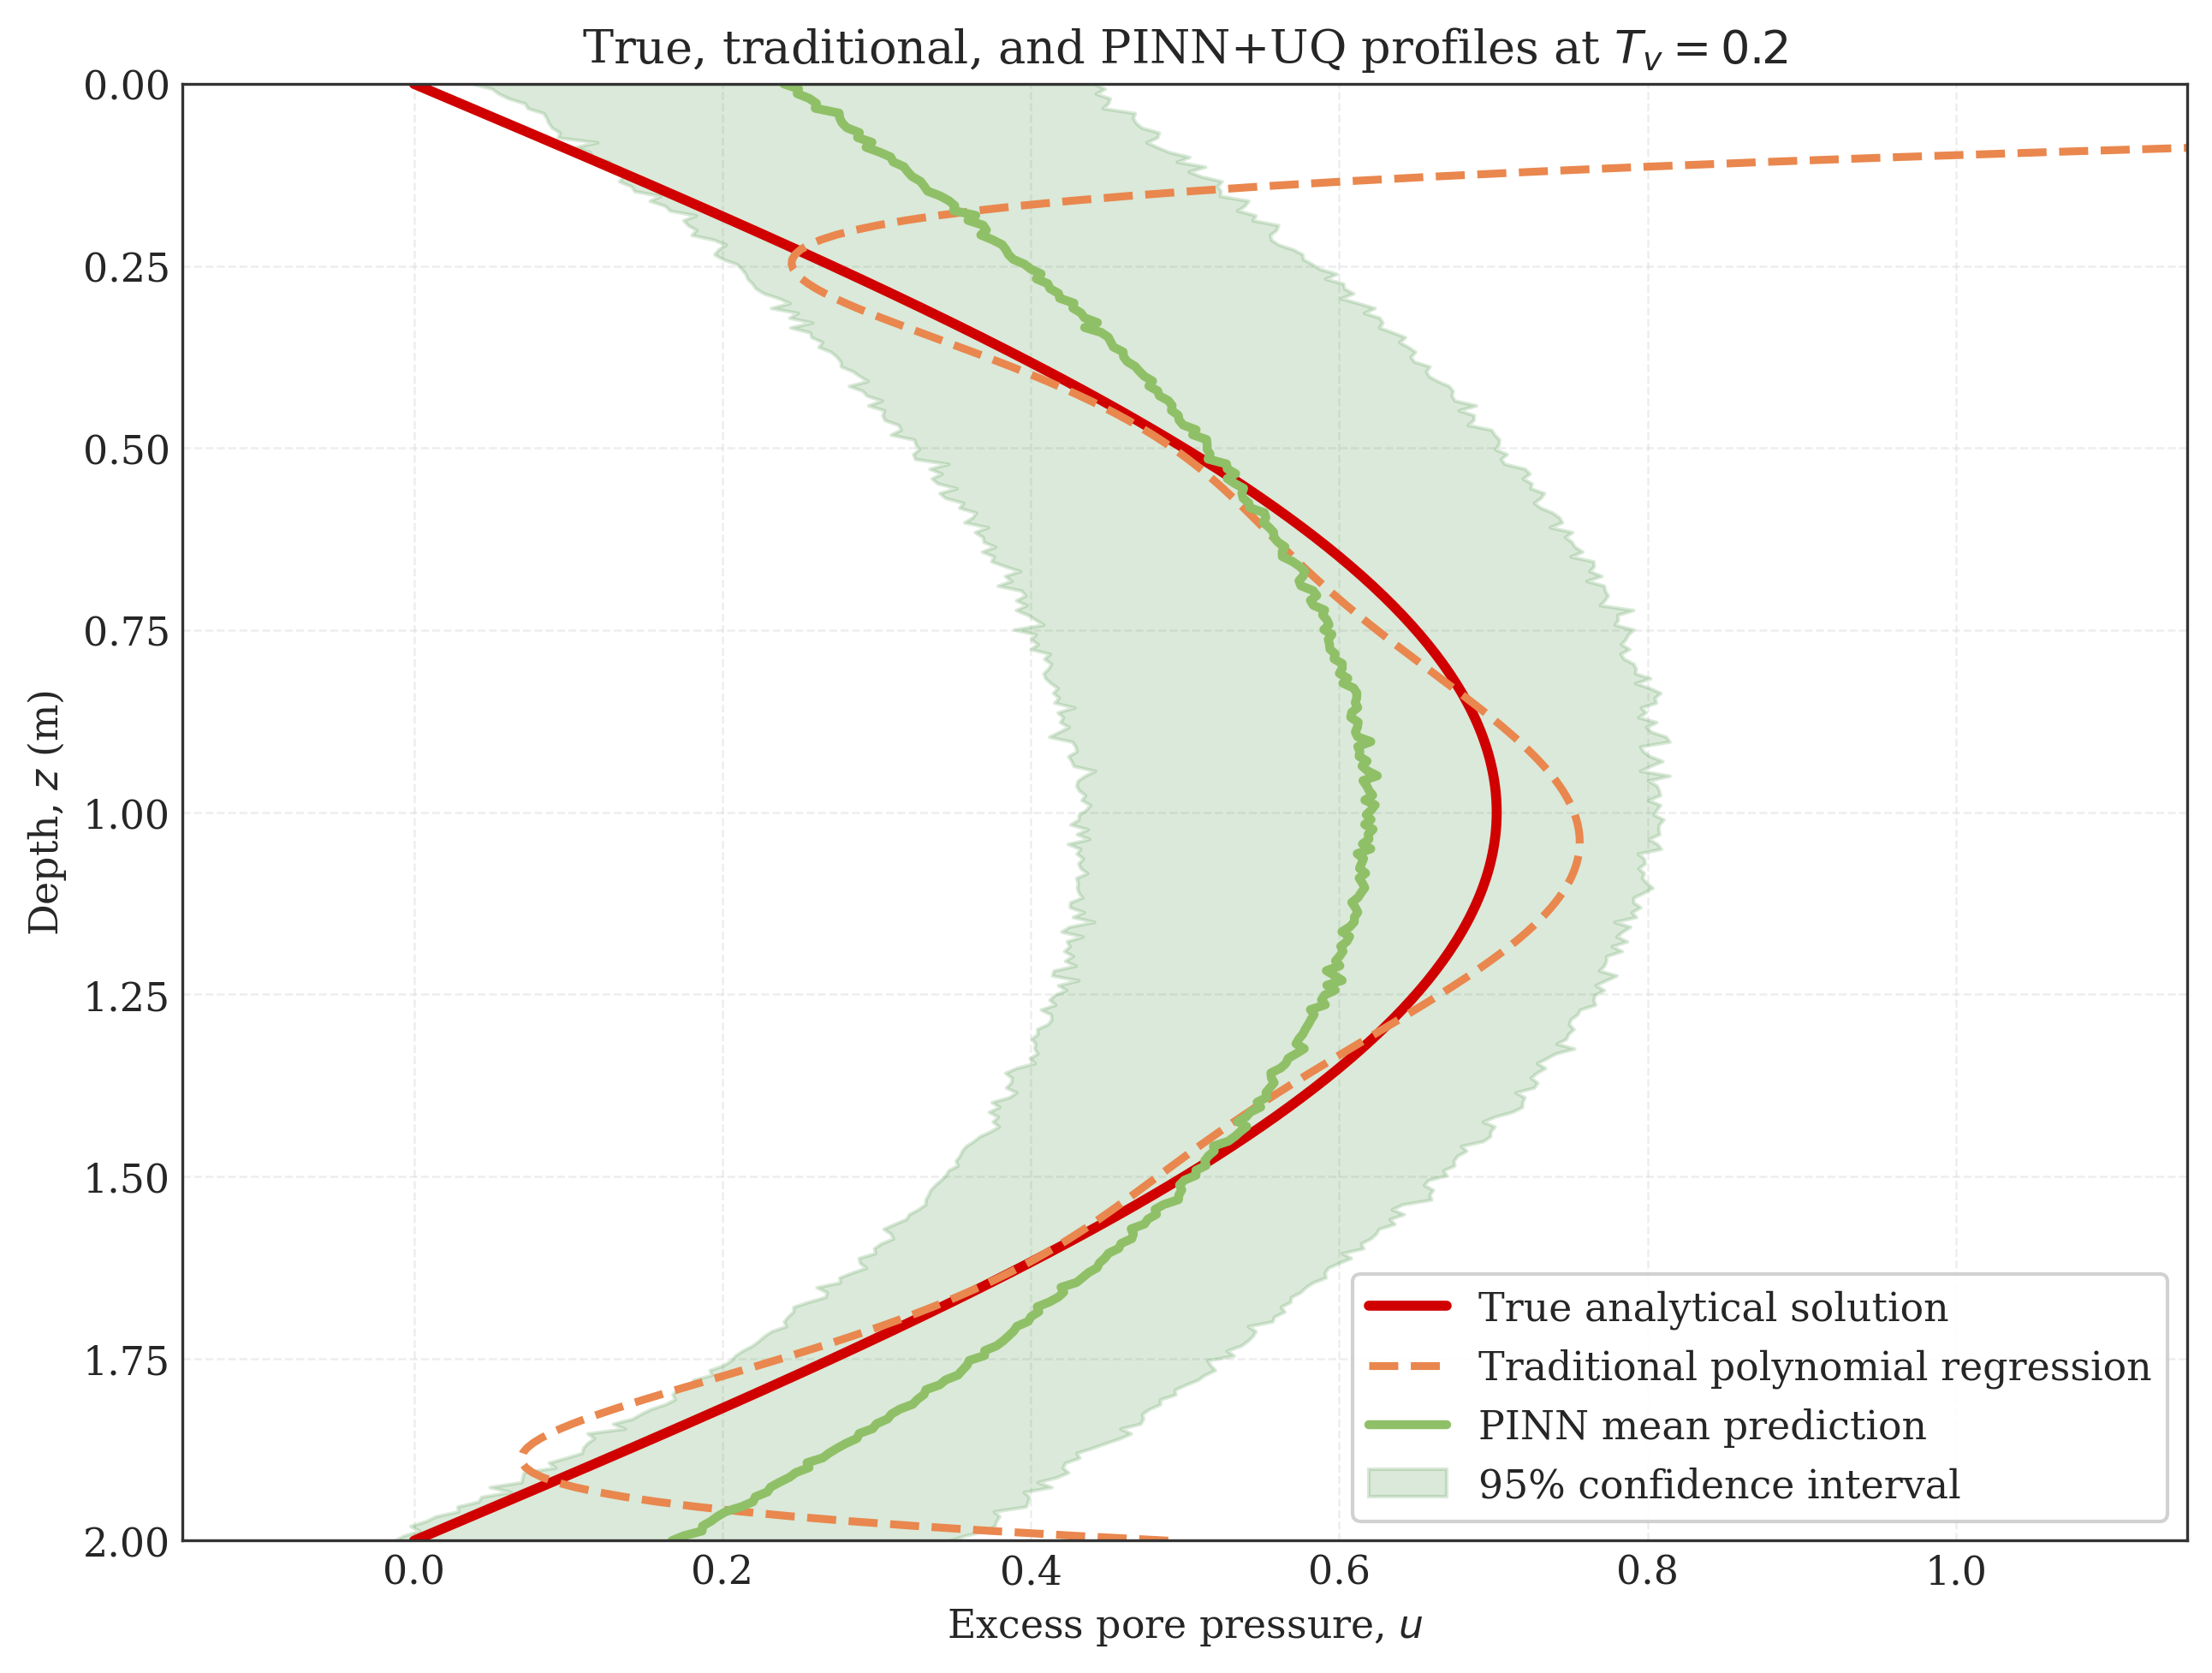 True, traditional, and PINN+UQ profiles at Tᵥ = 0.2
0.00
0.25
0.50
0.75
1.00
1.25
1.50
1.75
2.00
Depth, z (m)
True analytical solution
Traditional polynomial regression
PINN mean prediction
95% confidence interval
0.0
0.2
0.4
0.6
0.8
1.0
Excess pore pressure, u